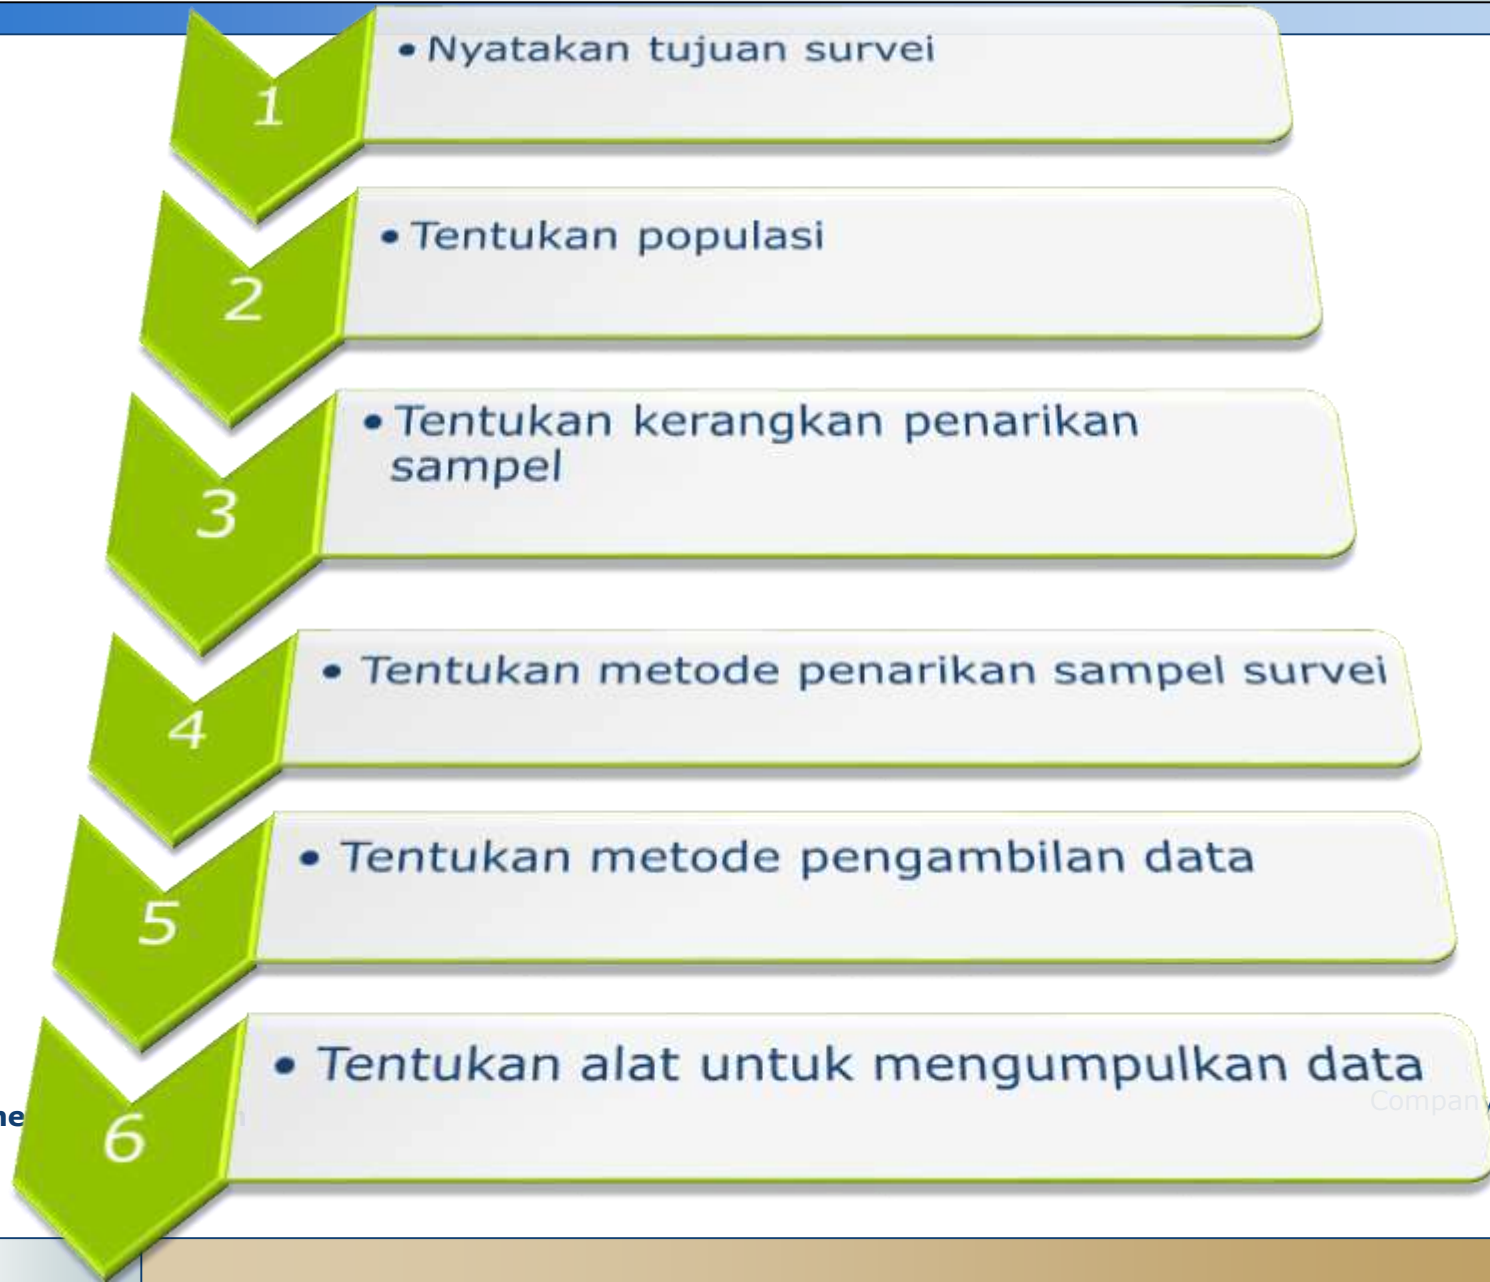 1
• Nyatakan tujuan survei
2
• Tentukan populasi
3
• Tentukan kerangkan penarikan
sampel
4
• Tentukan metode penarikan sampel survei
5
• Tentukan metode pengambilan data
6
• Tentukan alat untuk mengumpulkan data